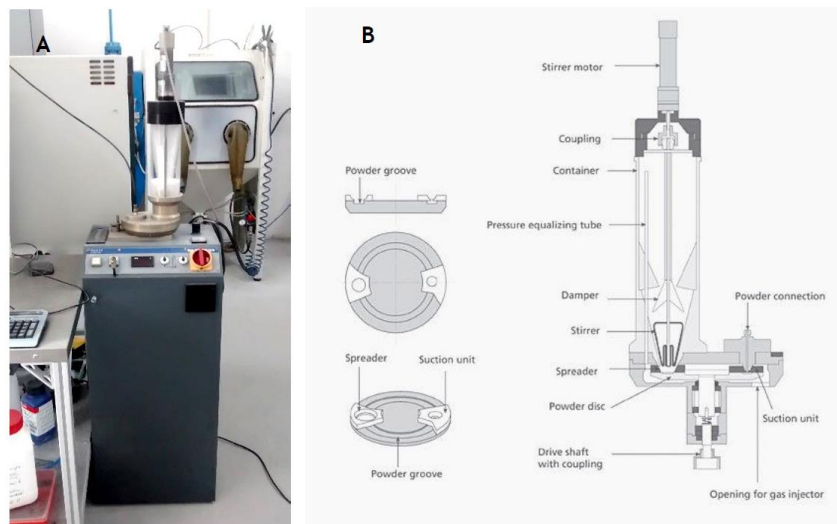 A
B
Stirrer motor
Coupling
Container
Powder groove
Pressure equalizing tube
Damper
Powder connection
Stirrer
Spreader
Suction unit
Spreader
Powder disc
Suction unit
Powder groove
Drive shaft
with coupling
Opening for gas injector